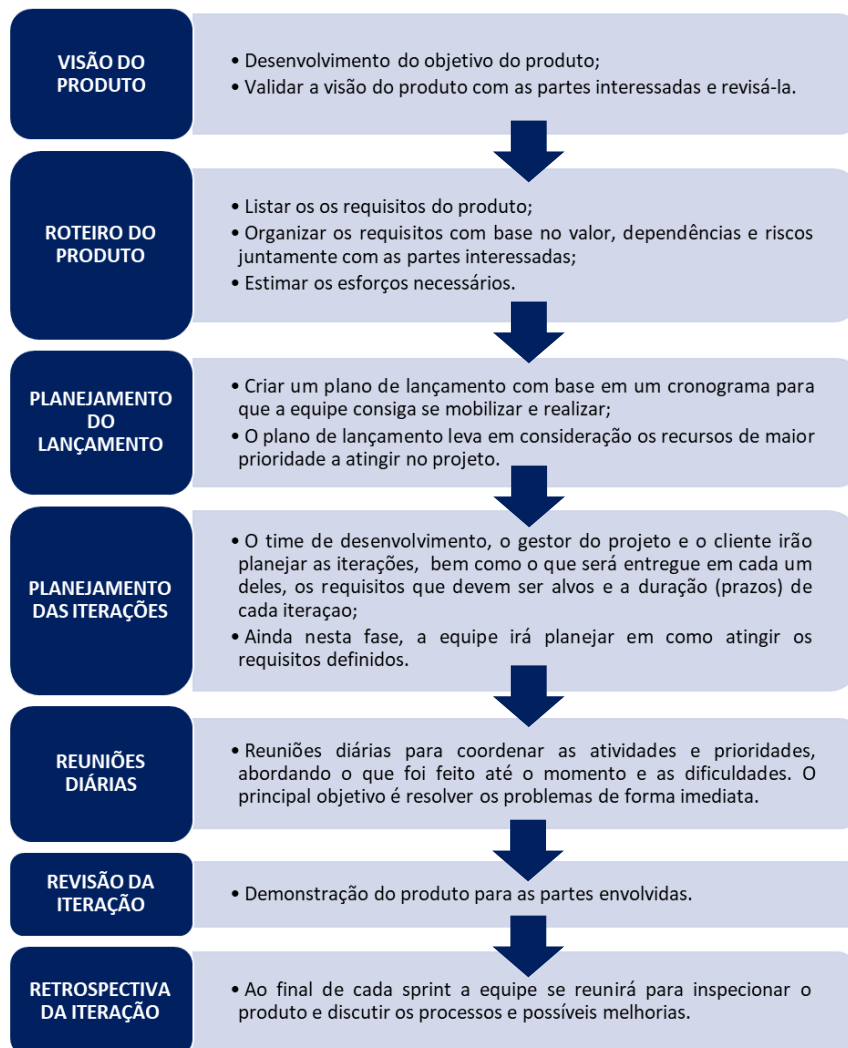 VISÃO DO
PRODUTO
• Desenvolvimento do objetivo do produto;
• Validar a visão do produto com as partes interessadas e revisá-la.
ROTEIRO DO
PRODUTO
• Listar os os requisitos do produto;
• Organizar os requisitos com base no valor, dependências e riscos
juntamente com as partes interessadas;
• Estimar os esforços necessários.
PLANEJAMENTO
DO
LANÇAMENTO
• Criar um plano de lançamento com base em um cronograma para
que a equipe consiga se mobilizar e realizar;
• O plano de lançamento leva em consideração os recursos de maior
prioridade a atingir no projeto.
PLANEJAMENTO
DAS ITERAÇÕES
• O time de desenvolvimento, o gestor do projeto e o cliente irão
planejar as iterações, bem como o que será entregue em cada um
deles, os requisitos que devem ser alvos e a duração (prazos) de
cada iteraçao;
• Ainda nesta fase, a equipe irá planejar em como atingir os
requisitos definidos.
REUNIÕES
DIÁRIAS
• Reuniões diárias para coordenar as atividades e prioridades,
abordando o que foi feito até o momento e as dificuldades. O
principal objetivo é resolver os problemas de forma imediata.
REVISÃO DA
ITERAÇÃO
• Demonstração do produto para as partes envolvidas.
RETROSPECTIVA
DA ITERAÇÃO
• Ao final de cada sprint a equipe se reunirá para inspecionar o
produto e discutir os processos e possíveis melhorias.